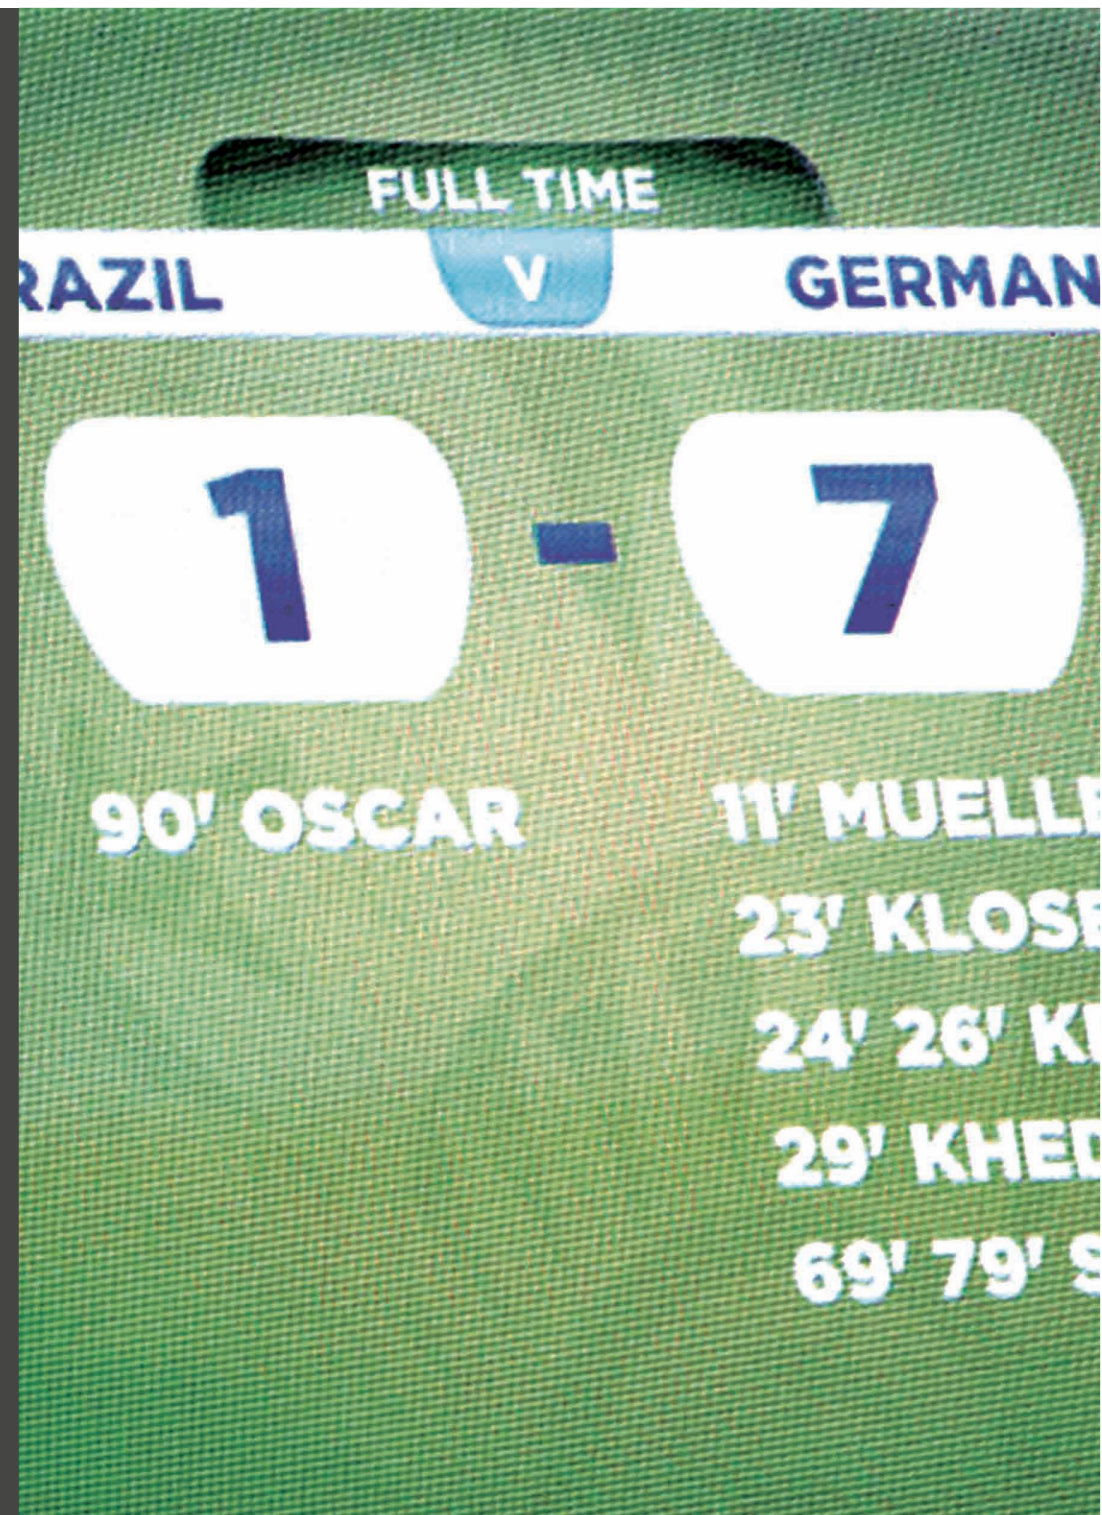 FULL TIME
RAZIL V GERMAN
1 - 7
90' OSCAR 11' MUELLE
23' KLOSE
24' 26' K
29' KHED
69' 79' S